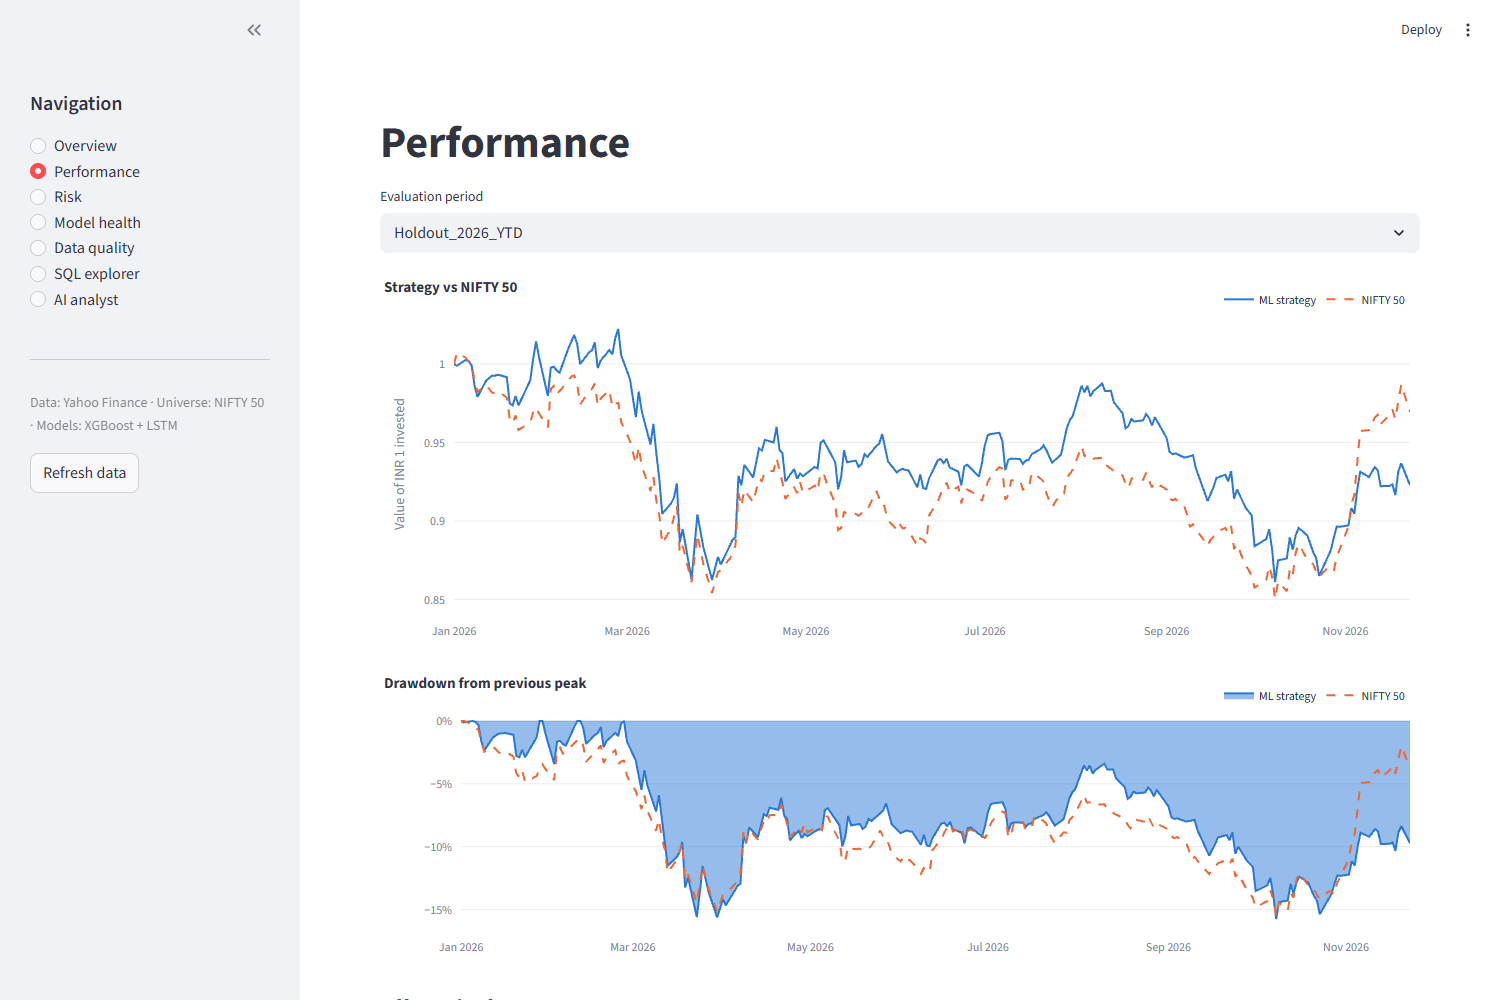 Deploy
Navigation
Overview
Performance
Risk
Model health
Data quality
SQL explorer
AI analyst
Data: Yahoo Finance · Universe: NIFTY 50
· Models: XGBoost + LSTM
Refresh data
Performance
Evaluation period
Holdout_2026_YTD
Strategy vs NIFTY 50
ML strategy
NIFTY 50
Value of INR 1 invested
1
0.95
0.9
0.85
Jan 2026
Mar 2026
May 2026
Jul 2026
Sep 2026
Nov 2026
Drawdown from previous peak
ML strategy
NIFTY 50
0%
−5%
−10%
−15%
Jan 2026
Mar 2026
May 2026
Jul 2026
Sep 2026
Nov 2026